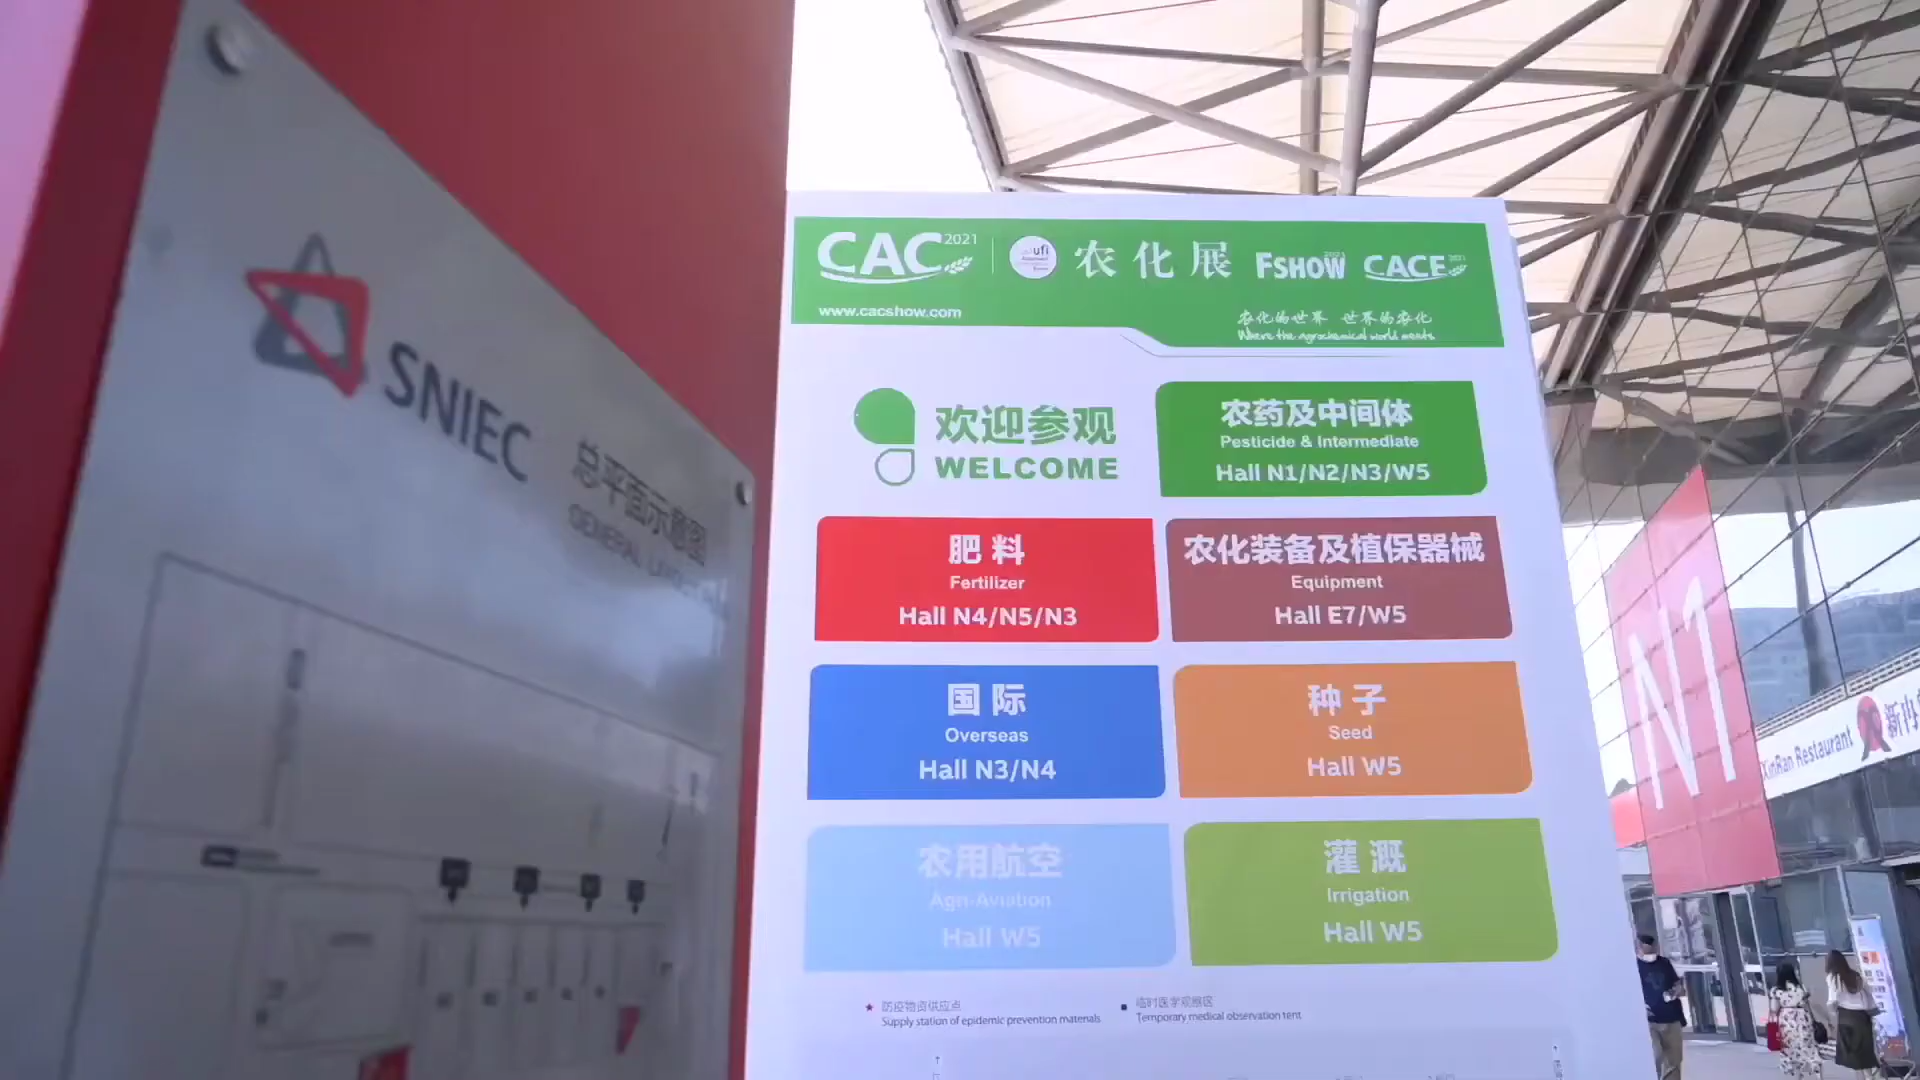 SNIEC
总平面示意图
CAC 2021
ufi
农化展
FSHOW
CACE
www.cacshow.com
农化的世界 世界的农化
Where the agrochemical world meets
欢迎参观
WELCOME
农药及中间体
Pesticide & Intermediate
Hall N1/N2/N3/W5
肥料
Fertilizer
Hall N4/N5/N3
农化装备及植保器械
Equipment
Hall E7/W5
国际
Overseas
Hall N3/N4
种子
Seed
Hall W5
农用航空
Agri-Aviation
Hall W5
灌溉
Irrigation
Hall W5
防疫物资供应点
Supply station of epidemic prevention materials
临时医学观察区
Temporary medical observation tent
N1
XinRan Restaurant